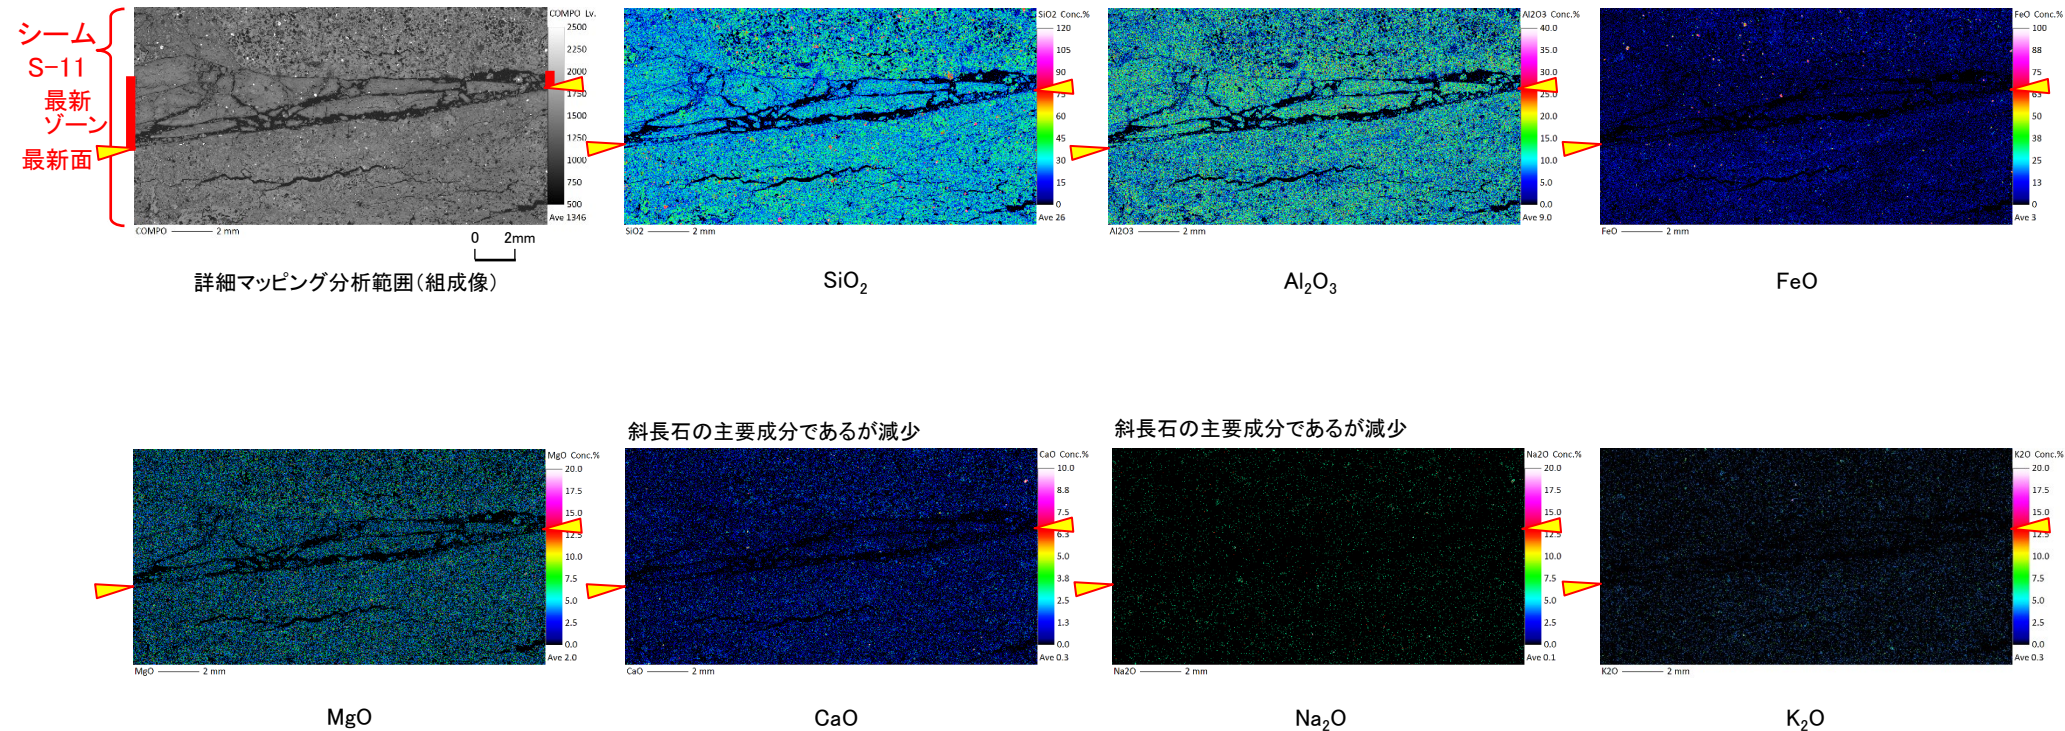 シーム
S-11
最新
ゾーン
最新面
COMPO Lv.
2500
2250
2000
1750
1500
1250
1000
750
500
Ave 1346
COMPO 2 mm
0 2mm
詳細マッピング分析範囲(組成像)
SiO2 Conc.%
120
105
90
75
60
45
30
15
0
Ave 26
SiO2 2 mm
SiO₂
Al2O3 Conc.%
40.0
35.0
30.0
25.0
20.0
15.0
10.0
5.0
0.0
Ave 9.0
Al2O3 2 mm
Al₂O₃
FeO Conc.%
100
88
75
63
50
38
25
13
0
Ave 3
FeO 2 mm
FeO
MgO Conc.%
20.0
17.5
15.0
12.5
10.0
7.5
5.0
2.5
0.0
Ave 2.0
MgO 2 mm
MgO
斜長石の主要成分であるが減少
CaO Conc.%
10.0
8.8
7.5
6.3
5.0
3.8
2.5
1.3
0.0
Ave 0.3
CaO 2 mm
CaO
斜長石の主要成分であるが減少
Na2O Conc.%
20.0
17.5
15.0
12.5
10.0
7.5
5.0
2.5
0.0
Ave 0.1
Na2O 2 mm
Na₂O
K2O Conc.%
20.0
17.5
15.0
12.5
10.0
7.5
5.0
2.5
0.0
Ave 0.3
K2O 2 mm
K₂O